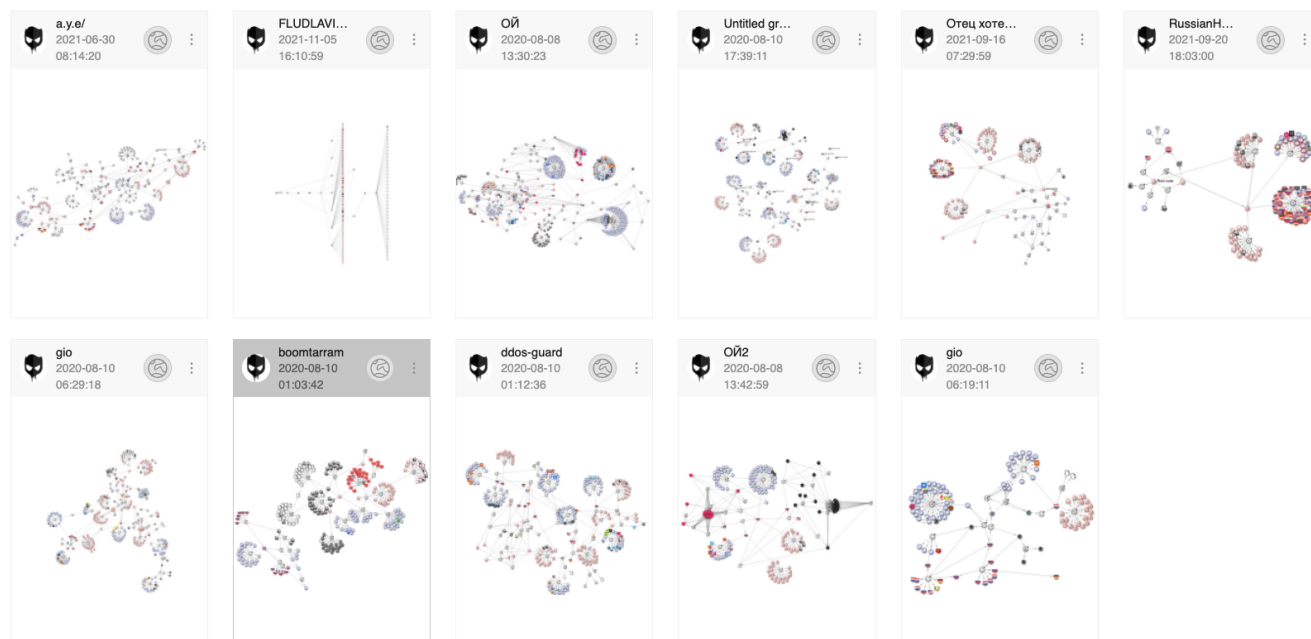 a.y.e/
2021-06-30
08:14:20
FLUDLAVI...
2021-11-05
16:10:59
ОЙ
2020-08-08
13:30:23
Untitled gr...
2020-08-10
17:39:11
Отец хоте...
2021-09-16
07:29:59
RussianH...
2021-09-20
18:03:00
gio
2020-08-10
06:29:18
boomtarram
2020-08-10
01:03:42
ddos-guard
2020-08-10
01:12:36
ОЙ2
2020-08-08
13:42:59
gio
2020-08-10
06:19:11